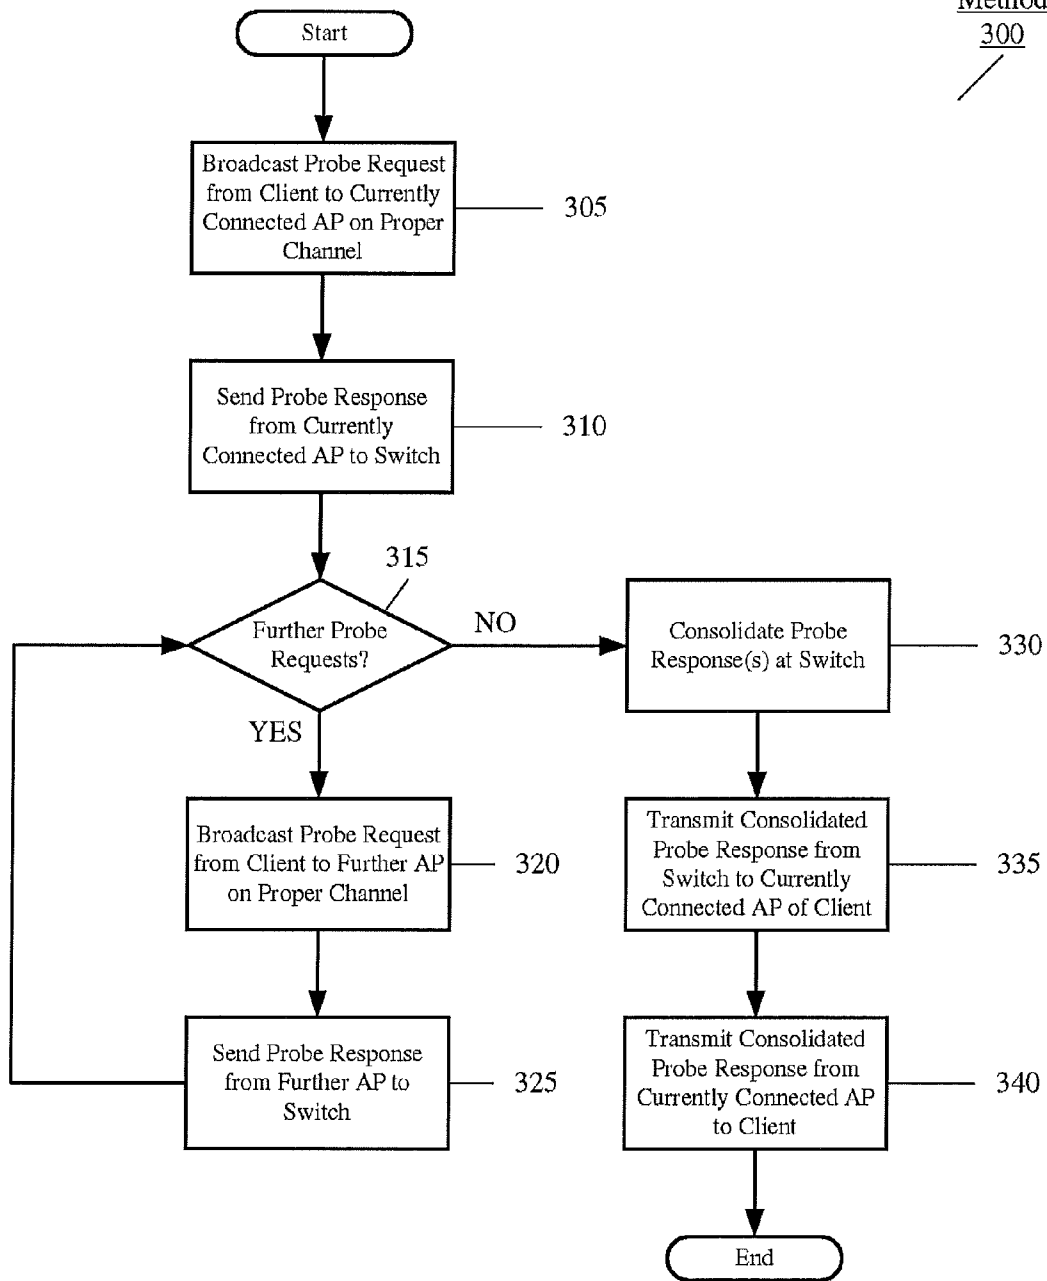 Method
300
Start
Broadcast Probe Request
from Client to Currently
Connected AP on Proper
Channel
305
Send Probe Response
from Currently
Connected AP to Switch
310
315
Further Probe
Requests?
NO
YES
Consolidate Probe
Response(s) at Switch
330
Broadcast Probe Request
from Client to Further AP
on Proper Channel
320
Transmit Consolidated
Probe Response from
Switch to Currently
Connected AP of Client
335
Send Probe Response
from Further AP to
Switch
325
Transmit Consolidated
Probe Response from
Currently Connected AP
to Client
340
End